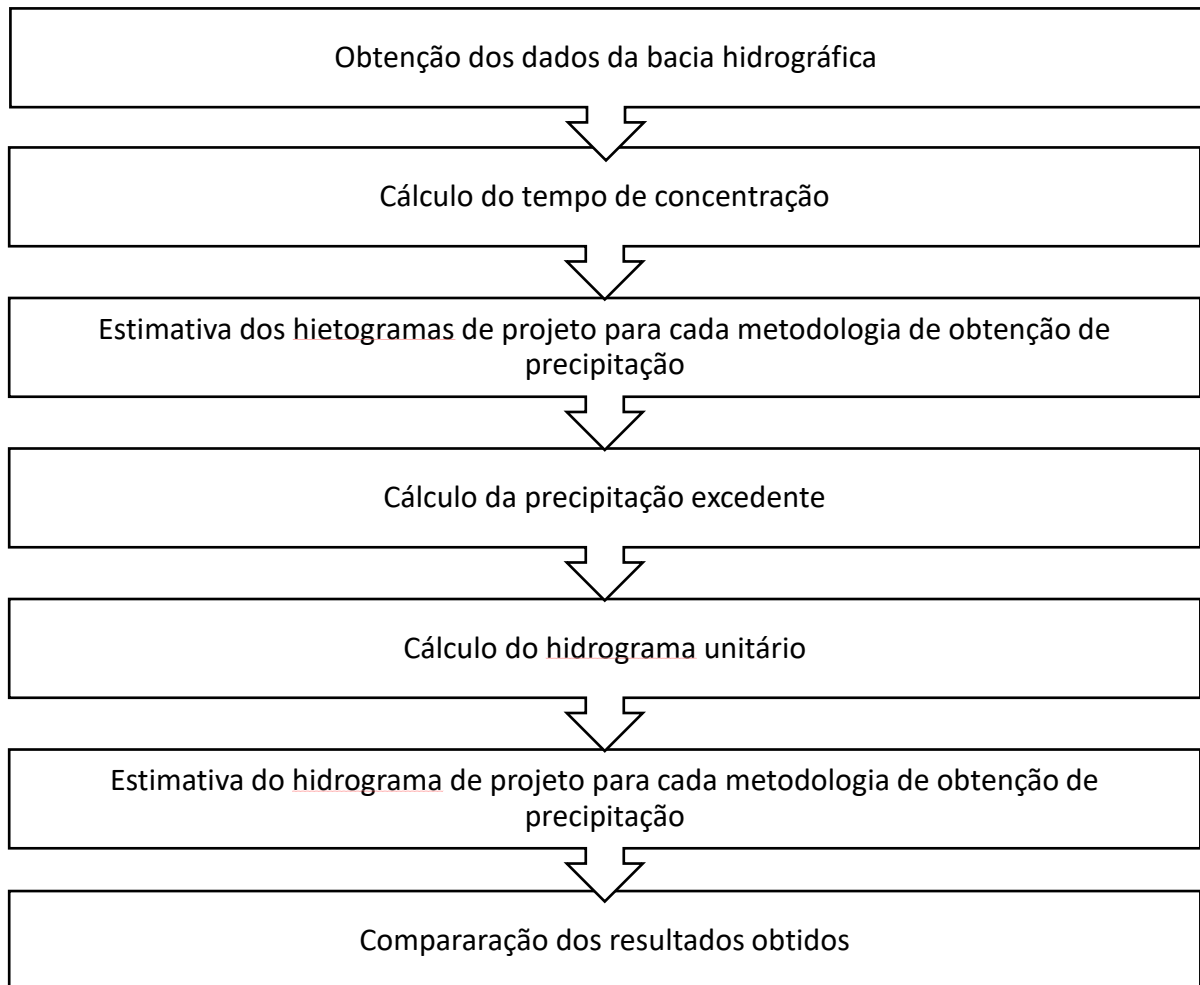 Obtenção dos dados da bacia hidrográfica
Cálculo do tempo de concentração
Estimativa dos hietogramas de projeto para cada metodologia de obtenção de
precipitação
Cálculo da precipitação excedente
Cálculo do hidrograma unitário
Estimativa do hidrograma de projeto para cada metodologia de obtenção de
precipitação
Compararação dos resultados obtidos